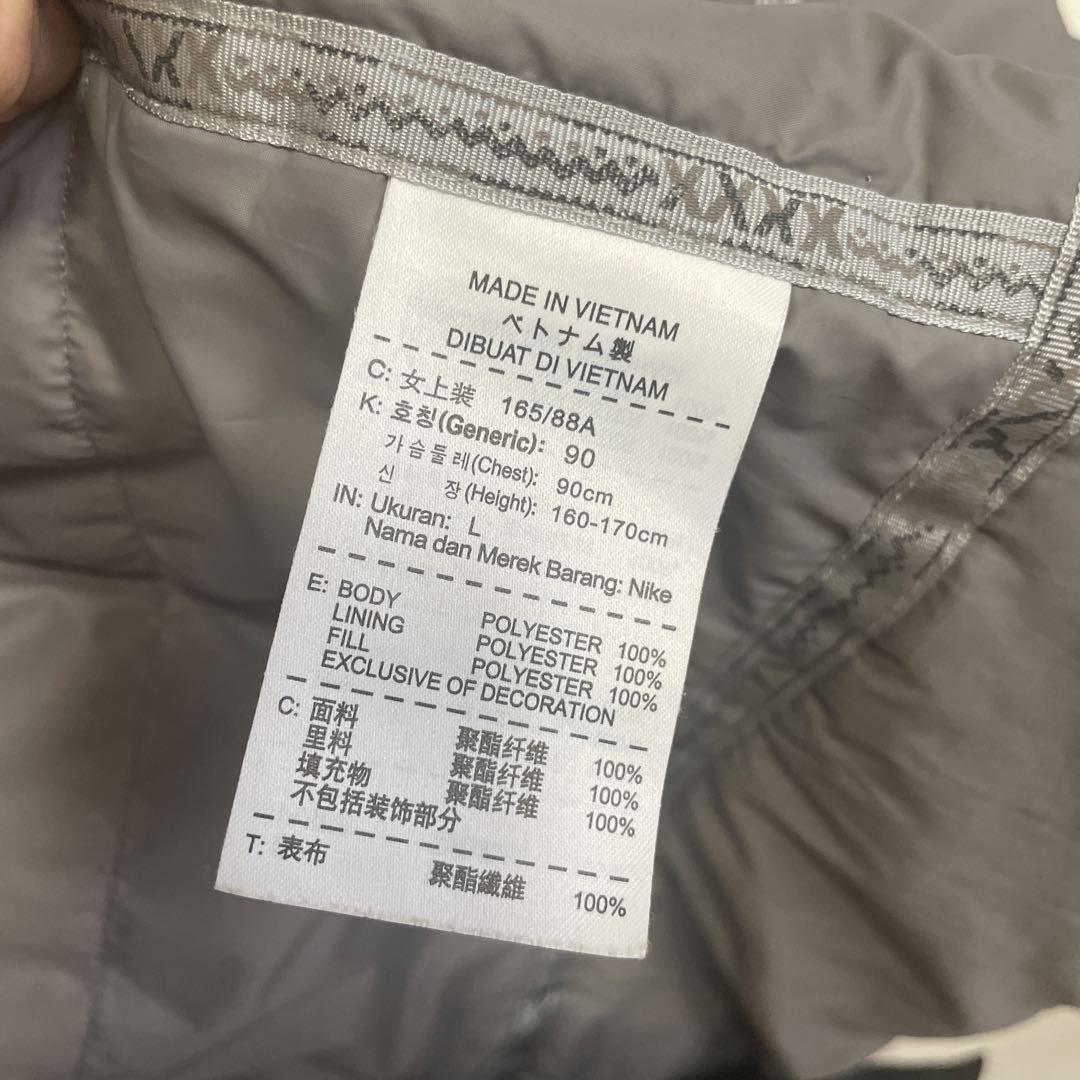 MADE IN VIETNAM
ベトナム製
DIBUAT DI VIETNAM
C: 女上装 165/88A
K: 호칭(Generic): 90
가슴둘레(Chest): 90cm
신 장(Height): 160-170cm
IN: Ukuran: L
Nama dan Merek Barang: Nike
E: BODY POLYESTER 100%
LINING POLYESTER 100%
FILL POLYESTER 100%
EXCLUSIVE OF DECORATION
C: 面料 聚酯纤维 100%
里料 聚酯纤维 100%
填充物 聚酯纤维 100%
不包括装饰部分
T: 表布 聚酯纖維 100%